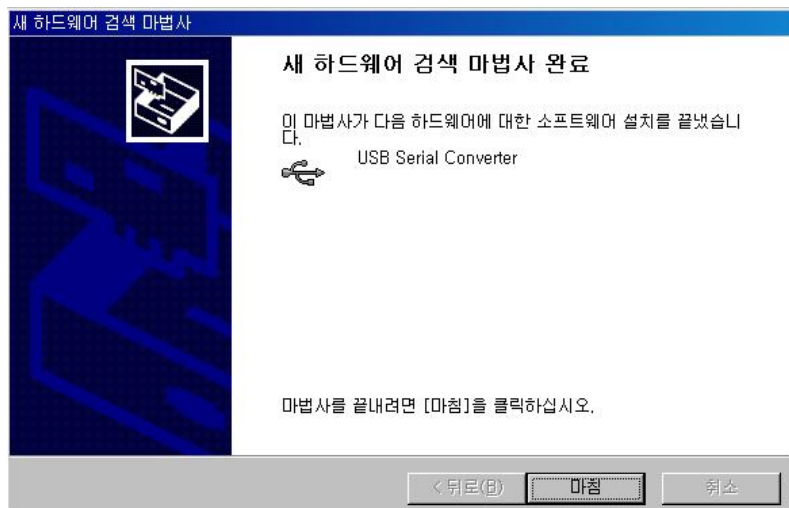 새 하드웨어 검색 마법사
새 하드웨어 검색 마법사 완료
이 마법사가 다음 하드웨어에 대한 소프트웨어 설치를 끝냈습니
다.
USB Serial Converter
마법사를 끝내려면 [마침]을 클릭하십시오.
< 뒤로(B) 마침 취소